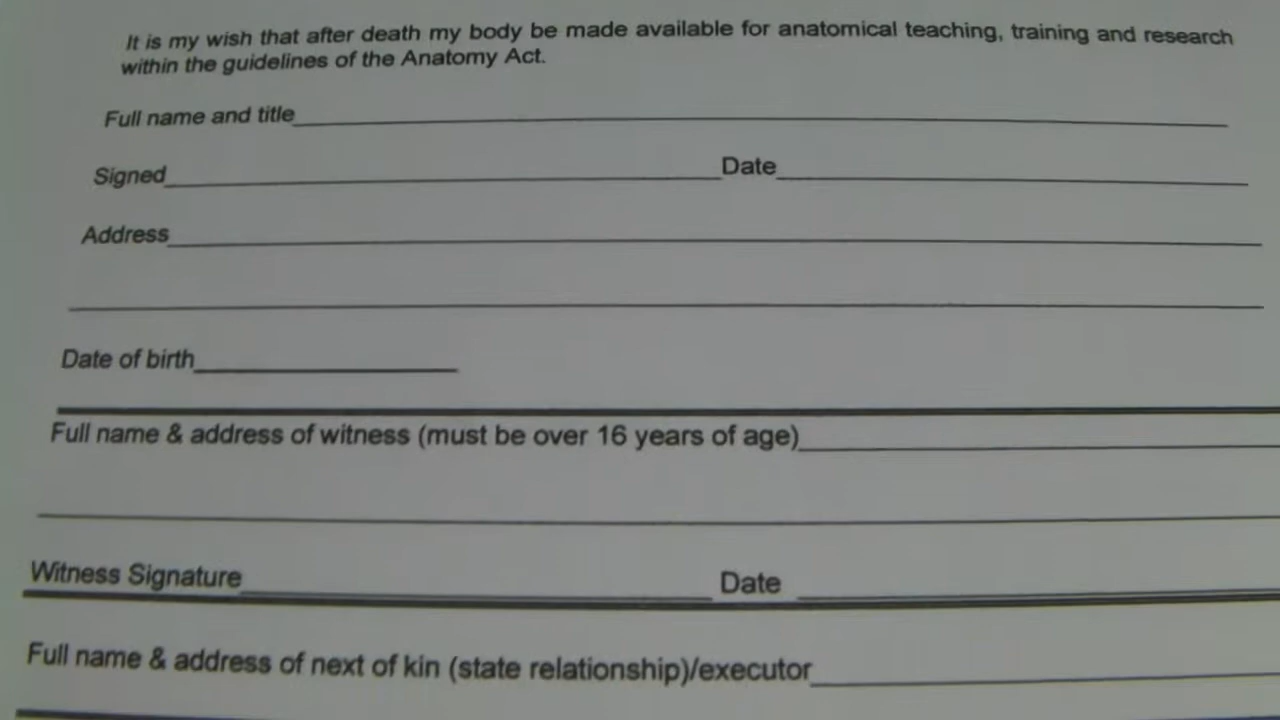 It is my wish that after death my body be made available for anatomical teaching, training and research
within the guidelines of the Anatomy Act.
Full name and title
Signed Date
Address
Date of birth
Full name & address of witness (must be over 16 years of age)
Witness Signature Date
Full name & address of next of kin (state relationship)/executor